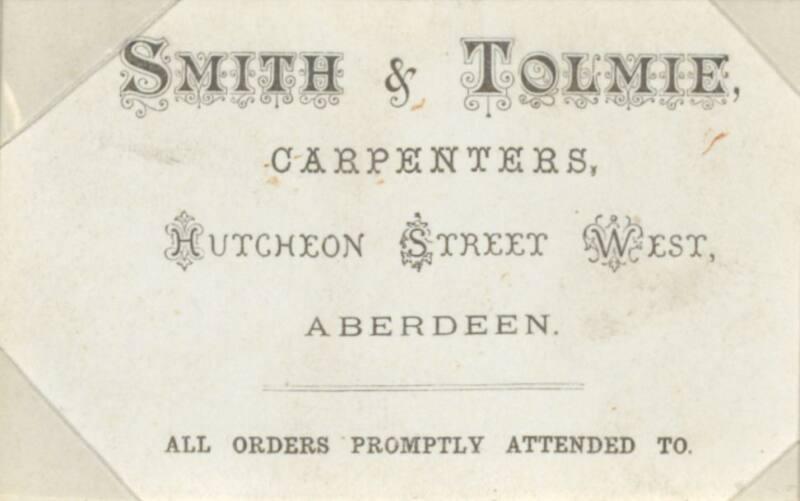 SMITH & TOLMIE,
CARPENTERS,
HUTCHEON STREET WEST,
ABERDEEN.
ALL ORDERS PROMPTLY ATTENDED TO.